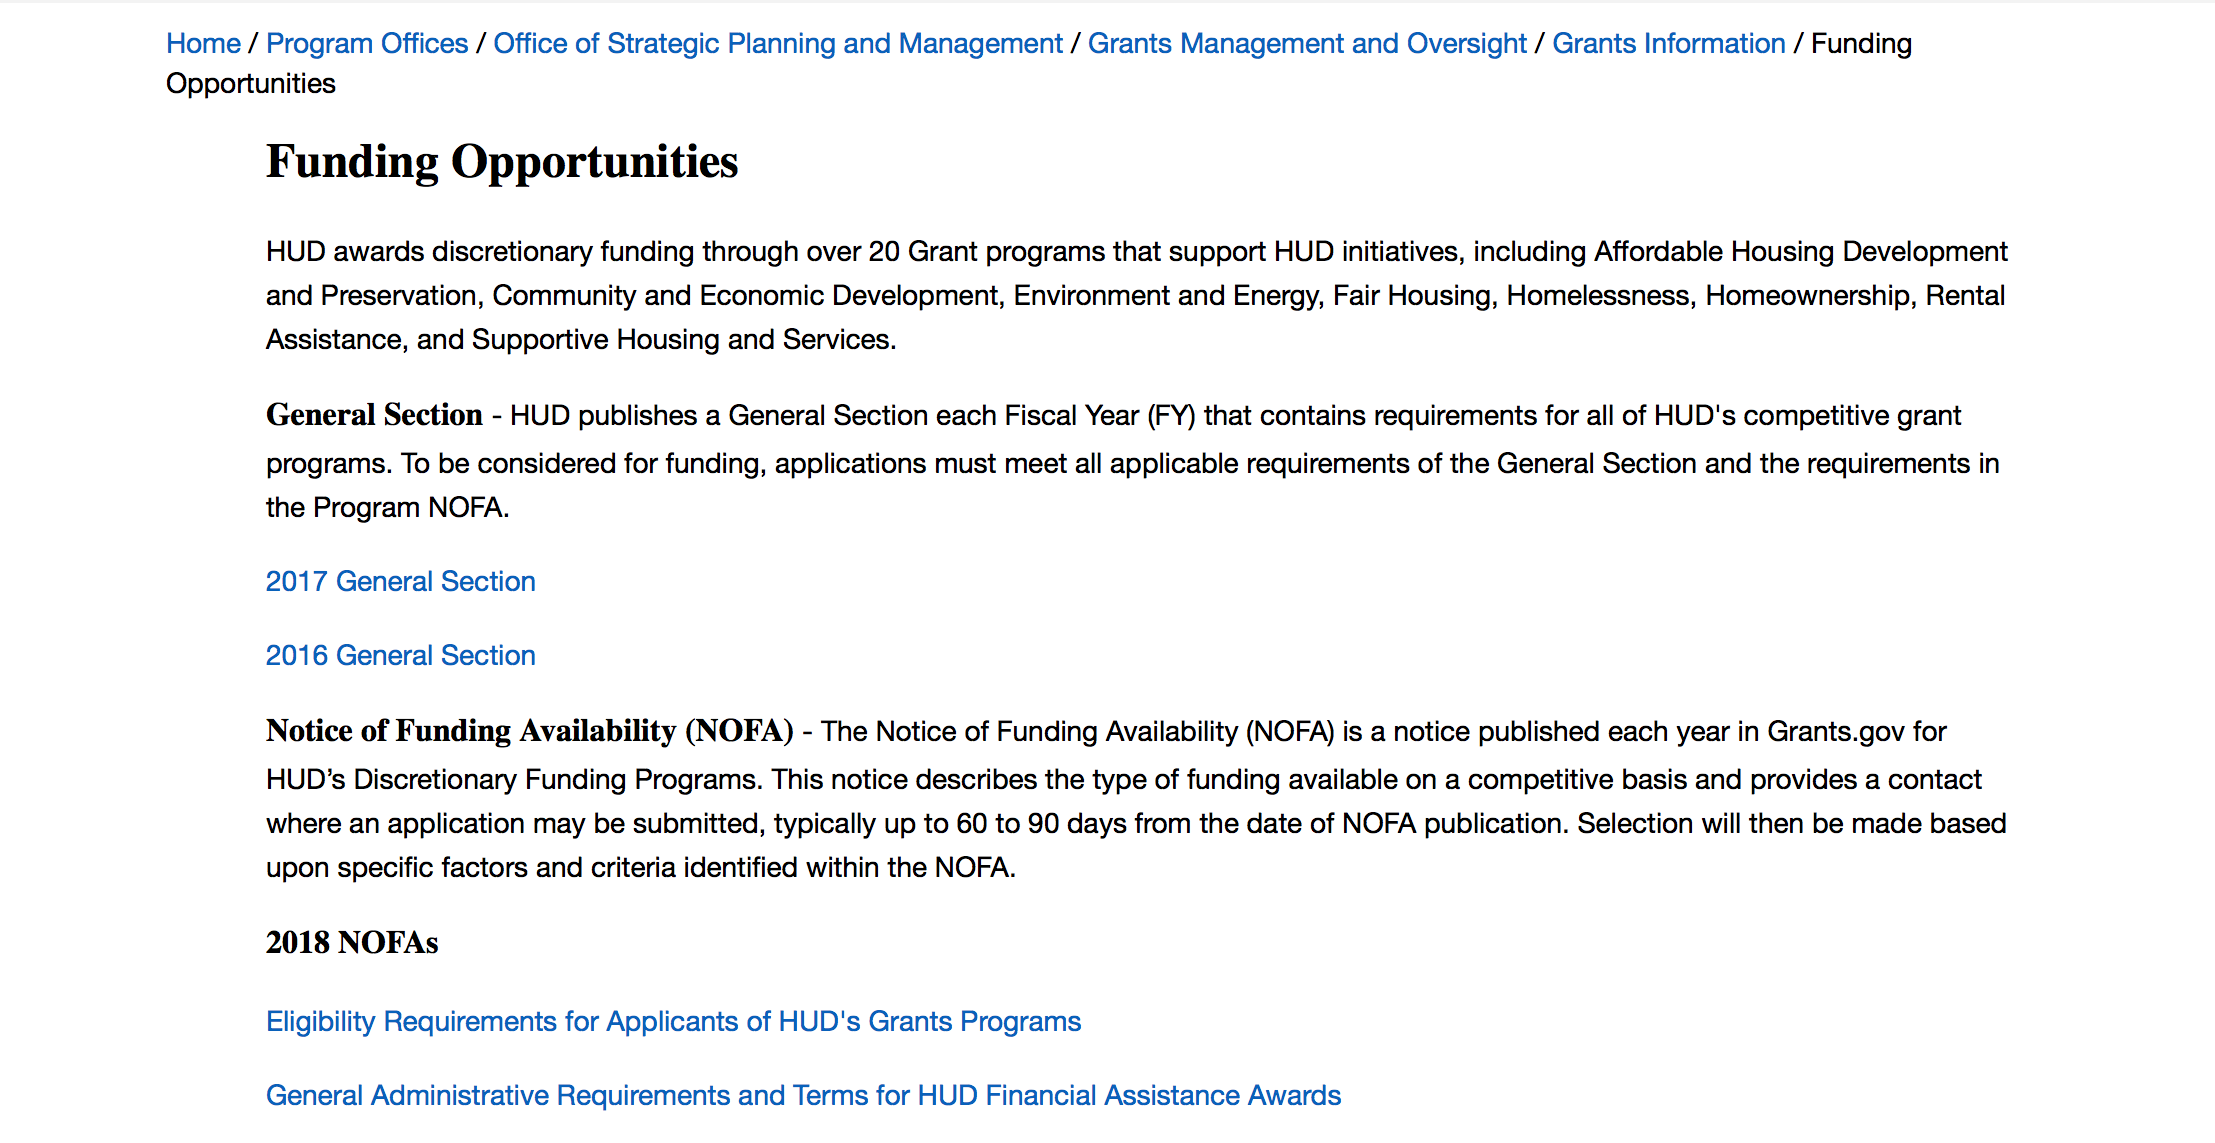 Home / Program Offices / Office of Strategic Planning and Management / Grants Management and Oversight / Grants Information / Funding
Opportunities
Funding Opportunities
HUD awards discretionary funding through over 20 Grant programs that support HUD initiatives, including Affordable Housing Development
and Preservation, Community and Economic Development, Environment and Energy, Fair Housing, Homelessness, Homeownership, Rental
Assistance, and Supportive Housing and Services.
General Section - HUD publishes a General Section each Fiscal Year (FY) that contains requirements for all of HUD's competitive grant
programs. To be considered for funding, applications must meet all applicable requirements of the General Section and the requirements in
the Program NOFA.
2017 General Section
2016 General Section
Notice of Funding Availability (NOFA) - The Notice of Funding Availability (NOFA) is a notice published each year in Grants.gov for
HUD’s Discretionary Funding Programs. This notice describes the type of funding available on a competitive basis and provides a contact
where an application may be submitted, typically up to 60 to 90 days from the date of NOFA publication. Selection will then be made based
upon specific factors and criteria identified within the NOFA.
2018 NOFAs
Eligibility Requirements for Applicants of HUD's Grants Programs
General Administrative Requirements and Terms for HUD Financial Assistance Awards